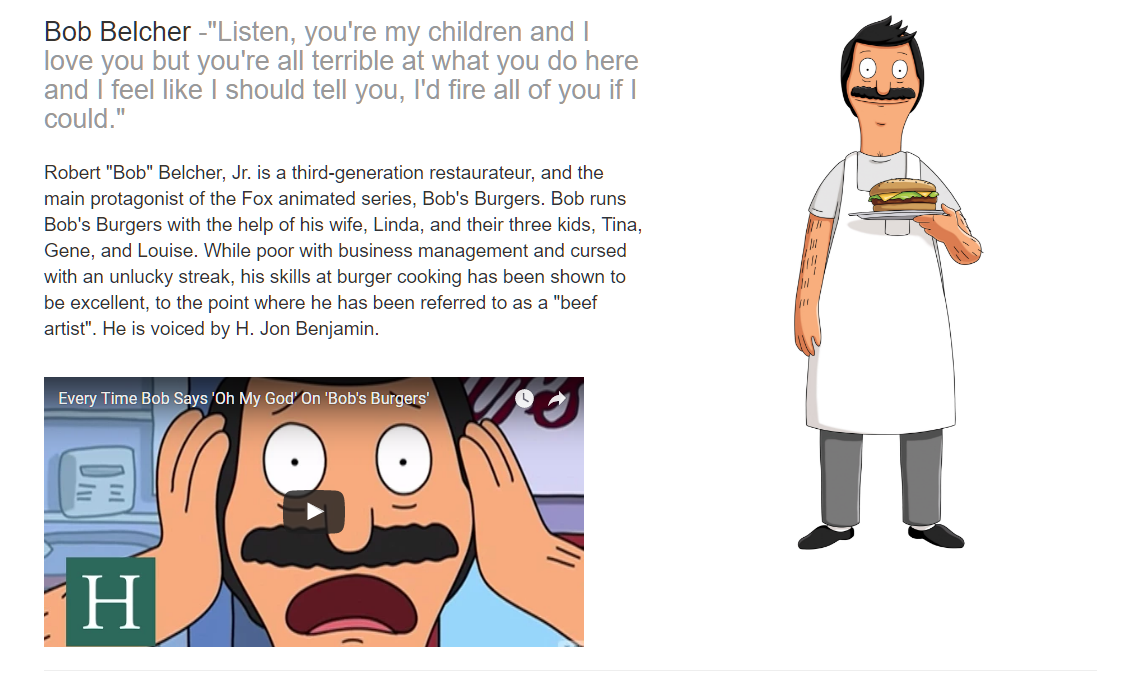 Bob Belcher -"Listen, you're my children and I
love you but you're all terrible at what you do here
and I feel like I should tell you, I'd fire all of you if I
could."
Robert "Bob" Belcher, Jr. is a third-generation restaurateur, and the
main protagonist of the Fox animated series, Bob's Burgers. Bob runs
Bob's Burgers with the help of his wife, Linda, and their three kids, Tina,
Gene, and Louise. While poor with business management and cursed
with an unlucky streak, his skills at burger cooking has been shown to
be excellent, to the point where he has been referred to as a "beef
artist". He is voiced by H. Jon Benjamin.
Every Time Bob Says 'Oh My God' On 'Bob's Burgers'
H